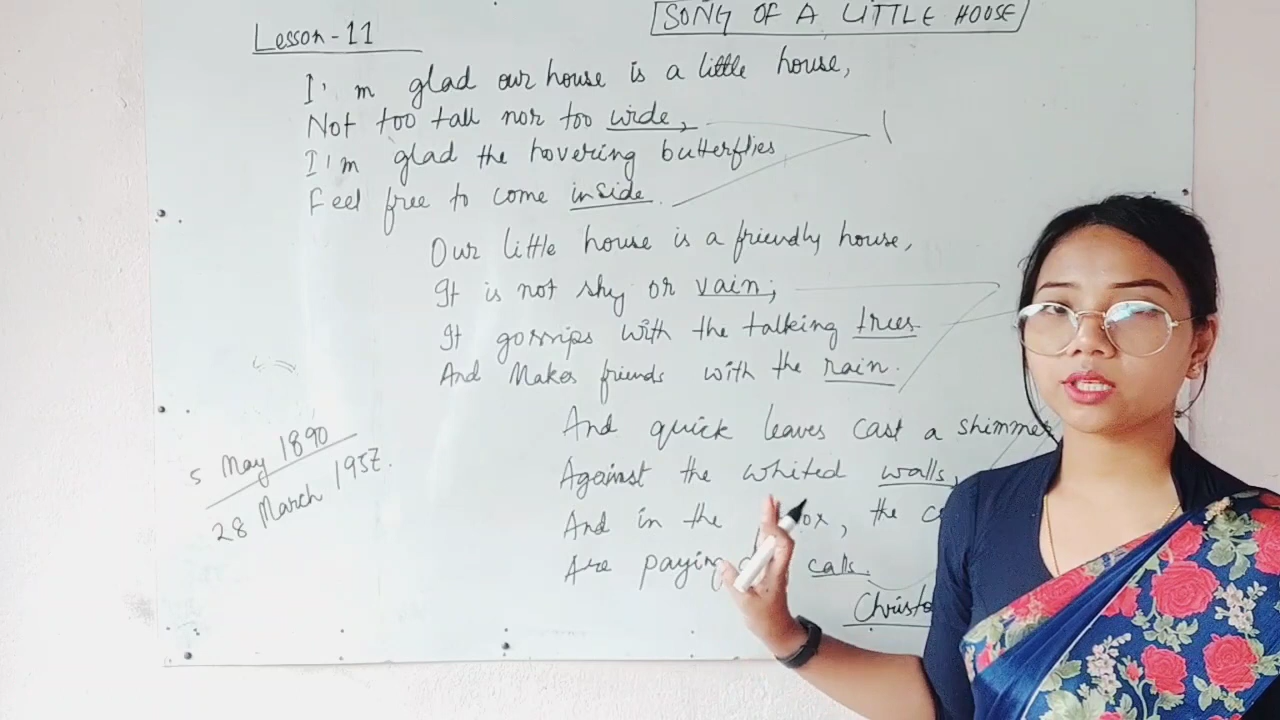 Lesson-11
SONG OF A LITTLE HOUSE
I'm glad our house is a little house,
Not too tall nor too wide,
I'm glad the hovering butterflies
Feel free to come inside.
Our little house is a friendly house,
It is not shy or vain;
It gossips with the talking trees
And Makes friends with the rain.
And quick leaves cast a shimmer
Against the whited walls,
And in the the
Are paying calls.
5 May 1890
28 March 1957.